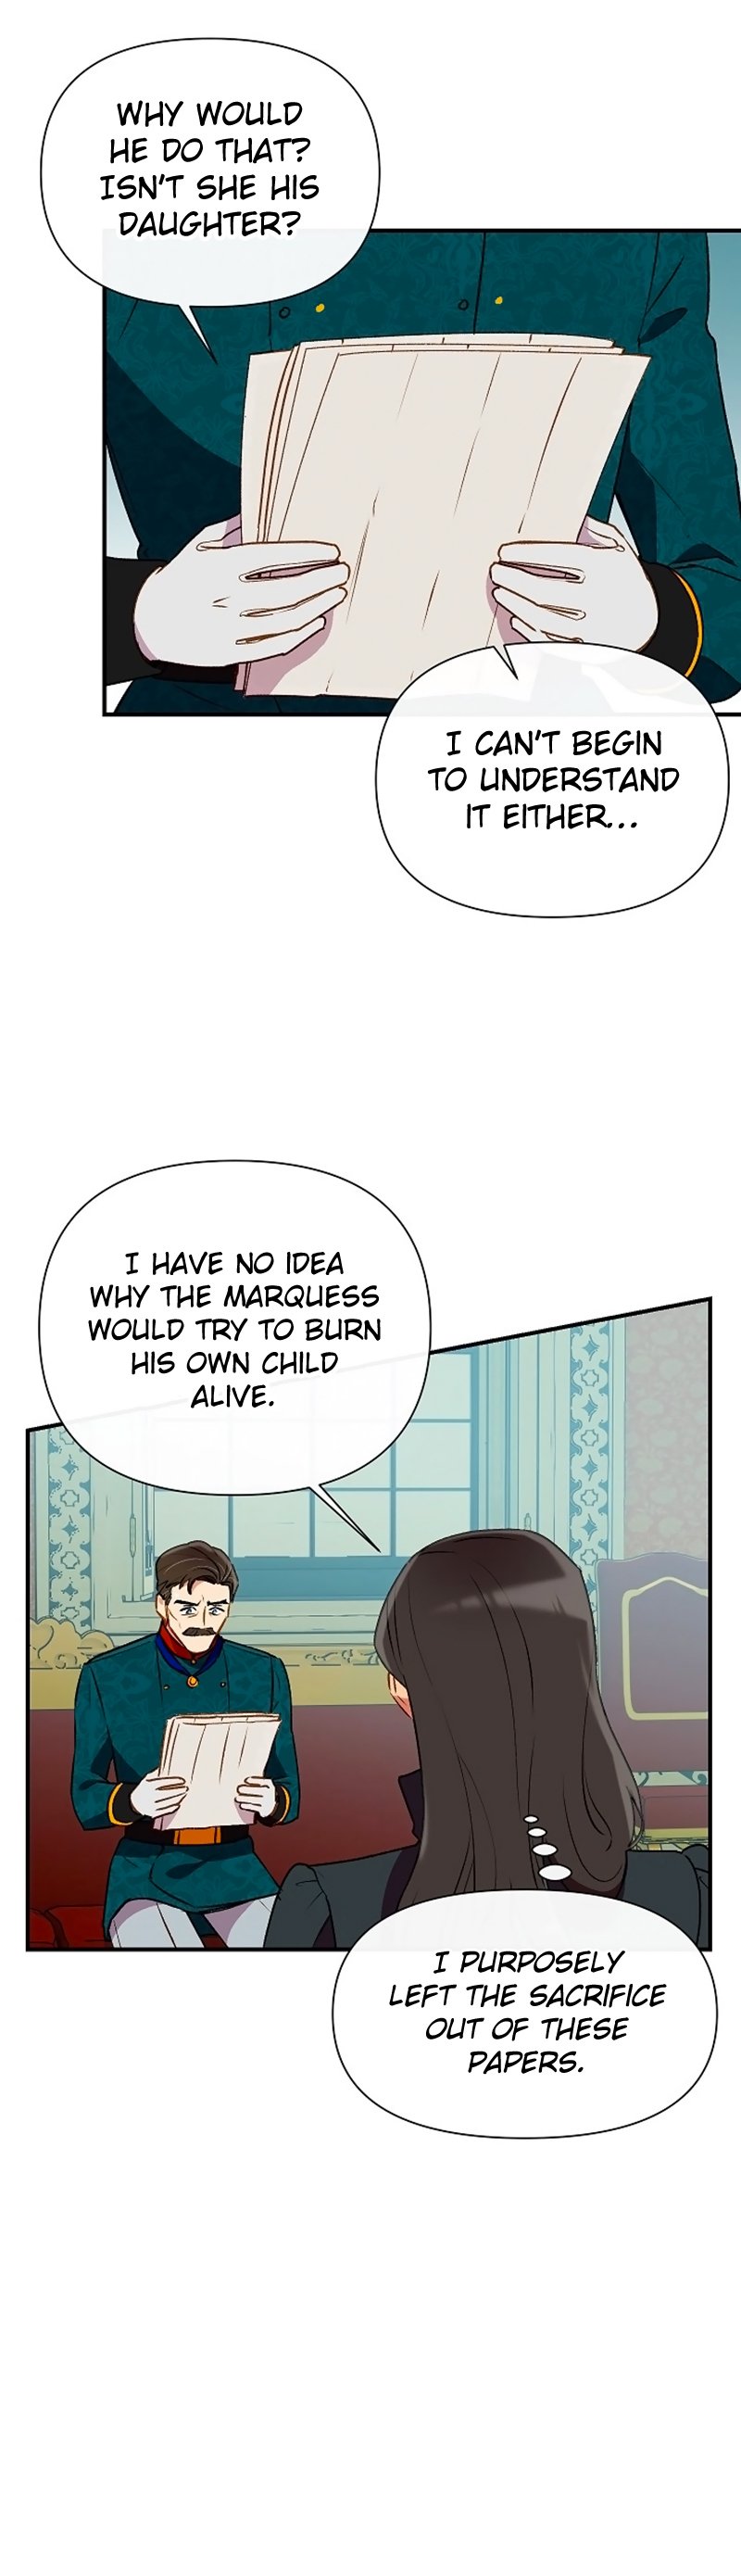 WHY WOULD
HE DO THAT?
ISN'T SHE HIS
DAUGHTER?
I CAN'T BEGIN
TO UNDERSTAND
IT EITHER...
I HAVE NO IDEA
WHY THE MARQUESS
WOULD TRY TO BURN
HIS OWN CHILD
ALIVE.
I PURPOSELY
LEFT THE SACRIFICE
OUT OF THESE
PAPERS.